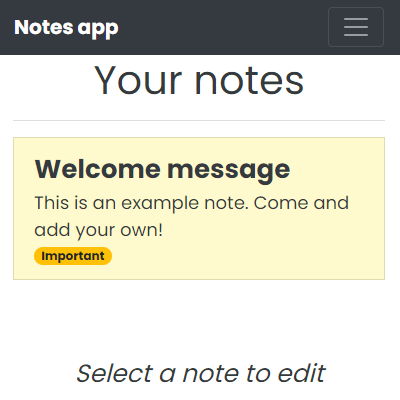 Notes app
Your notes
Welcome message
This is an example note. Come and
add your own!
Important
Select a note to edit